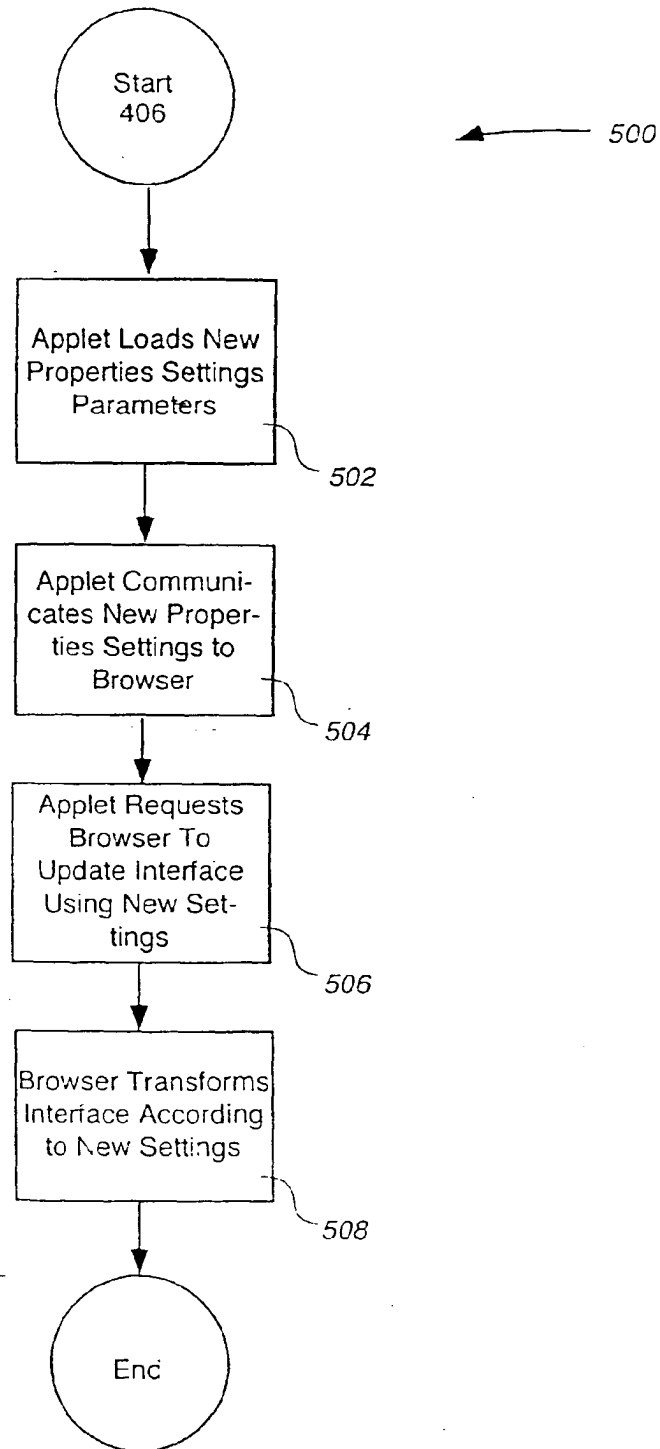 Start
406
500
Applet Loads New
Properties Settings
Parameters
502
Applet Communi-
cates New Proper-
ties Settings to
Browser
504
Applet Requests
Browser To
Update Interface
Using New Set-
tings
506
Browser Transforms
Interface According
to New Settings
508
End